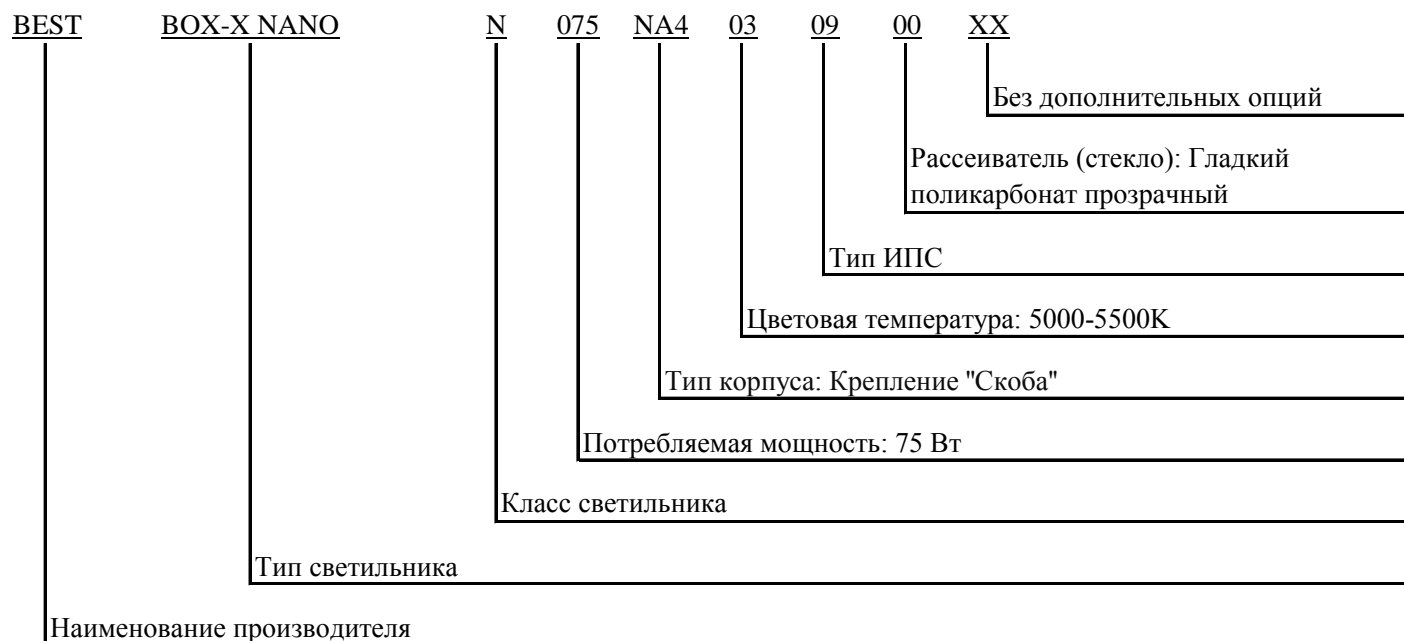 BEST BOX-X NANO N 075 NA4 03 09 00 XX
Без дополнительных опций
Рассеиватель (стекло): Гладкий
поликарбонат прозрачный
Тип ИПС
Цветовая температура: 5000-5500К
Тип корпуса: Крепление "Скоба"
Потребляемая мощность: 75 Вт
Класс светильника
Тип светильника
Наименование производителя